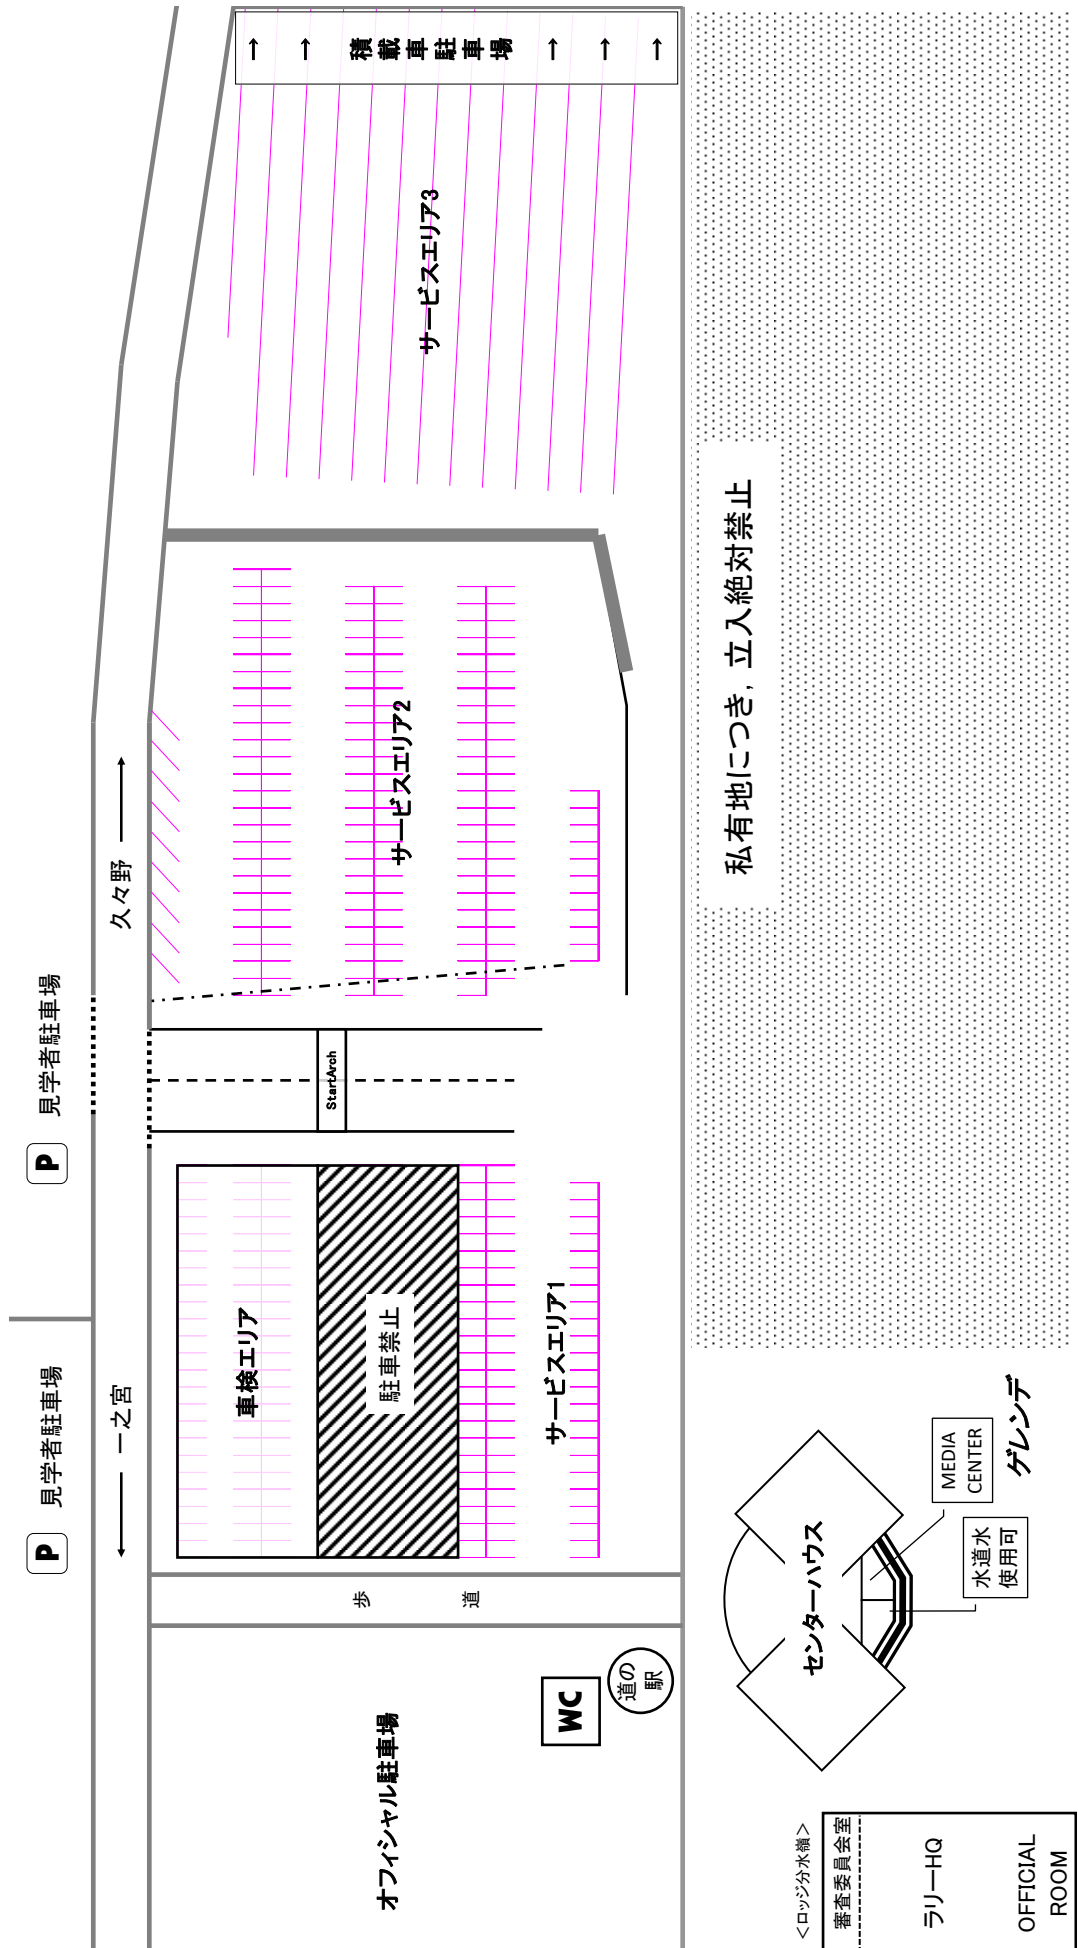 見学者駐車場
P
見学者駐車場
P
久々野
一之宮
積載車駐車場
サービスエリア3
サービスエリア2
StartArch
車検エリア
駐車禁止
サービスエリア1
歩道
オフィシャル駐車場
WC
道の
駅
私有地につき，立入絶対禁止
センターハウス
MEDIA
CENTER
水道水
使用可
ゲレンデ
<ロッジ分水嶺>
審査委員会室
ラリーHQ
OFFICIAL
ROOM